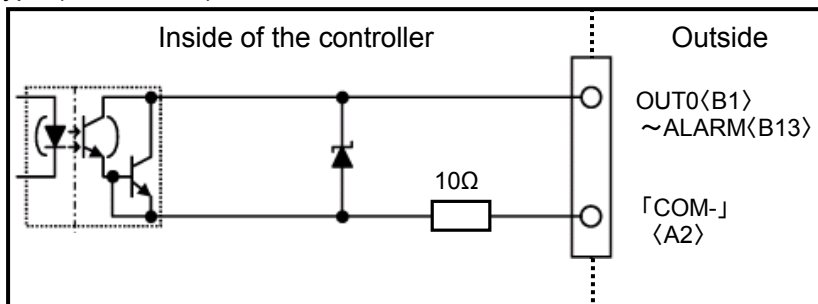 Inside of the controller
Outside
OUT0〈B1〉
～ALARM〈B13〉
10Ω
「COM-」
〈A2〉